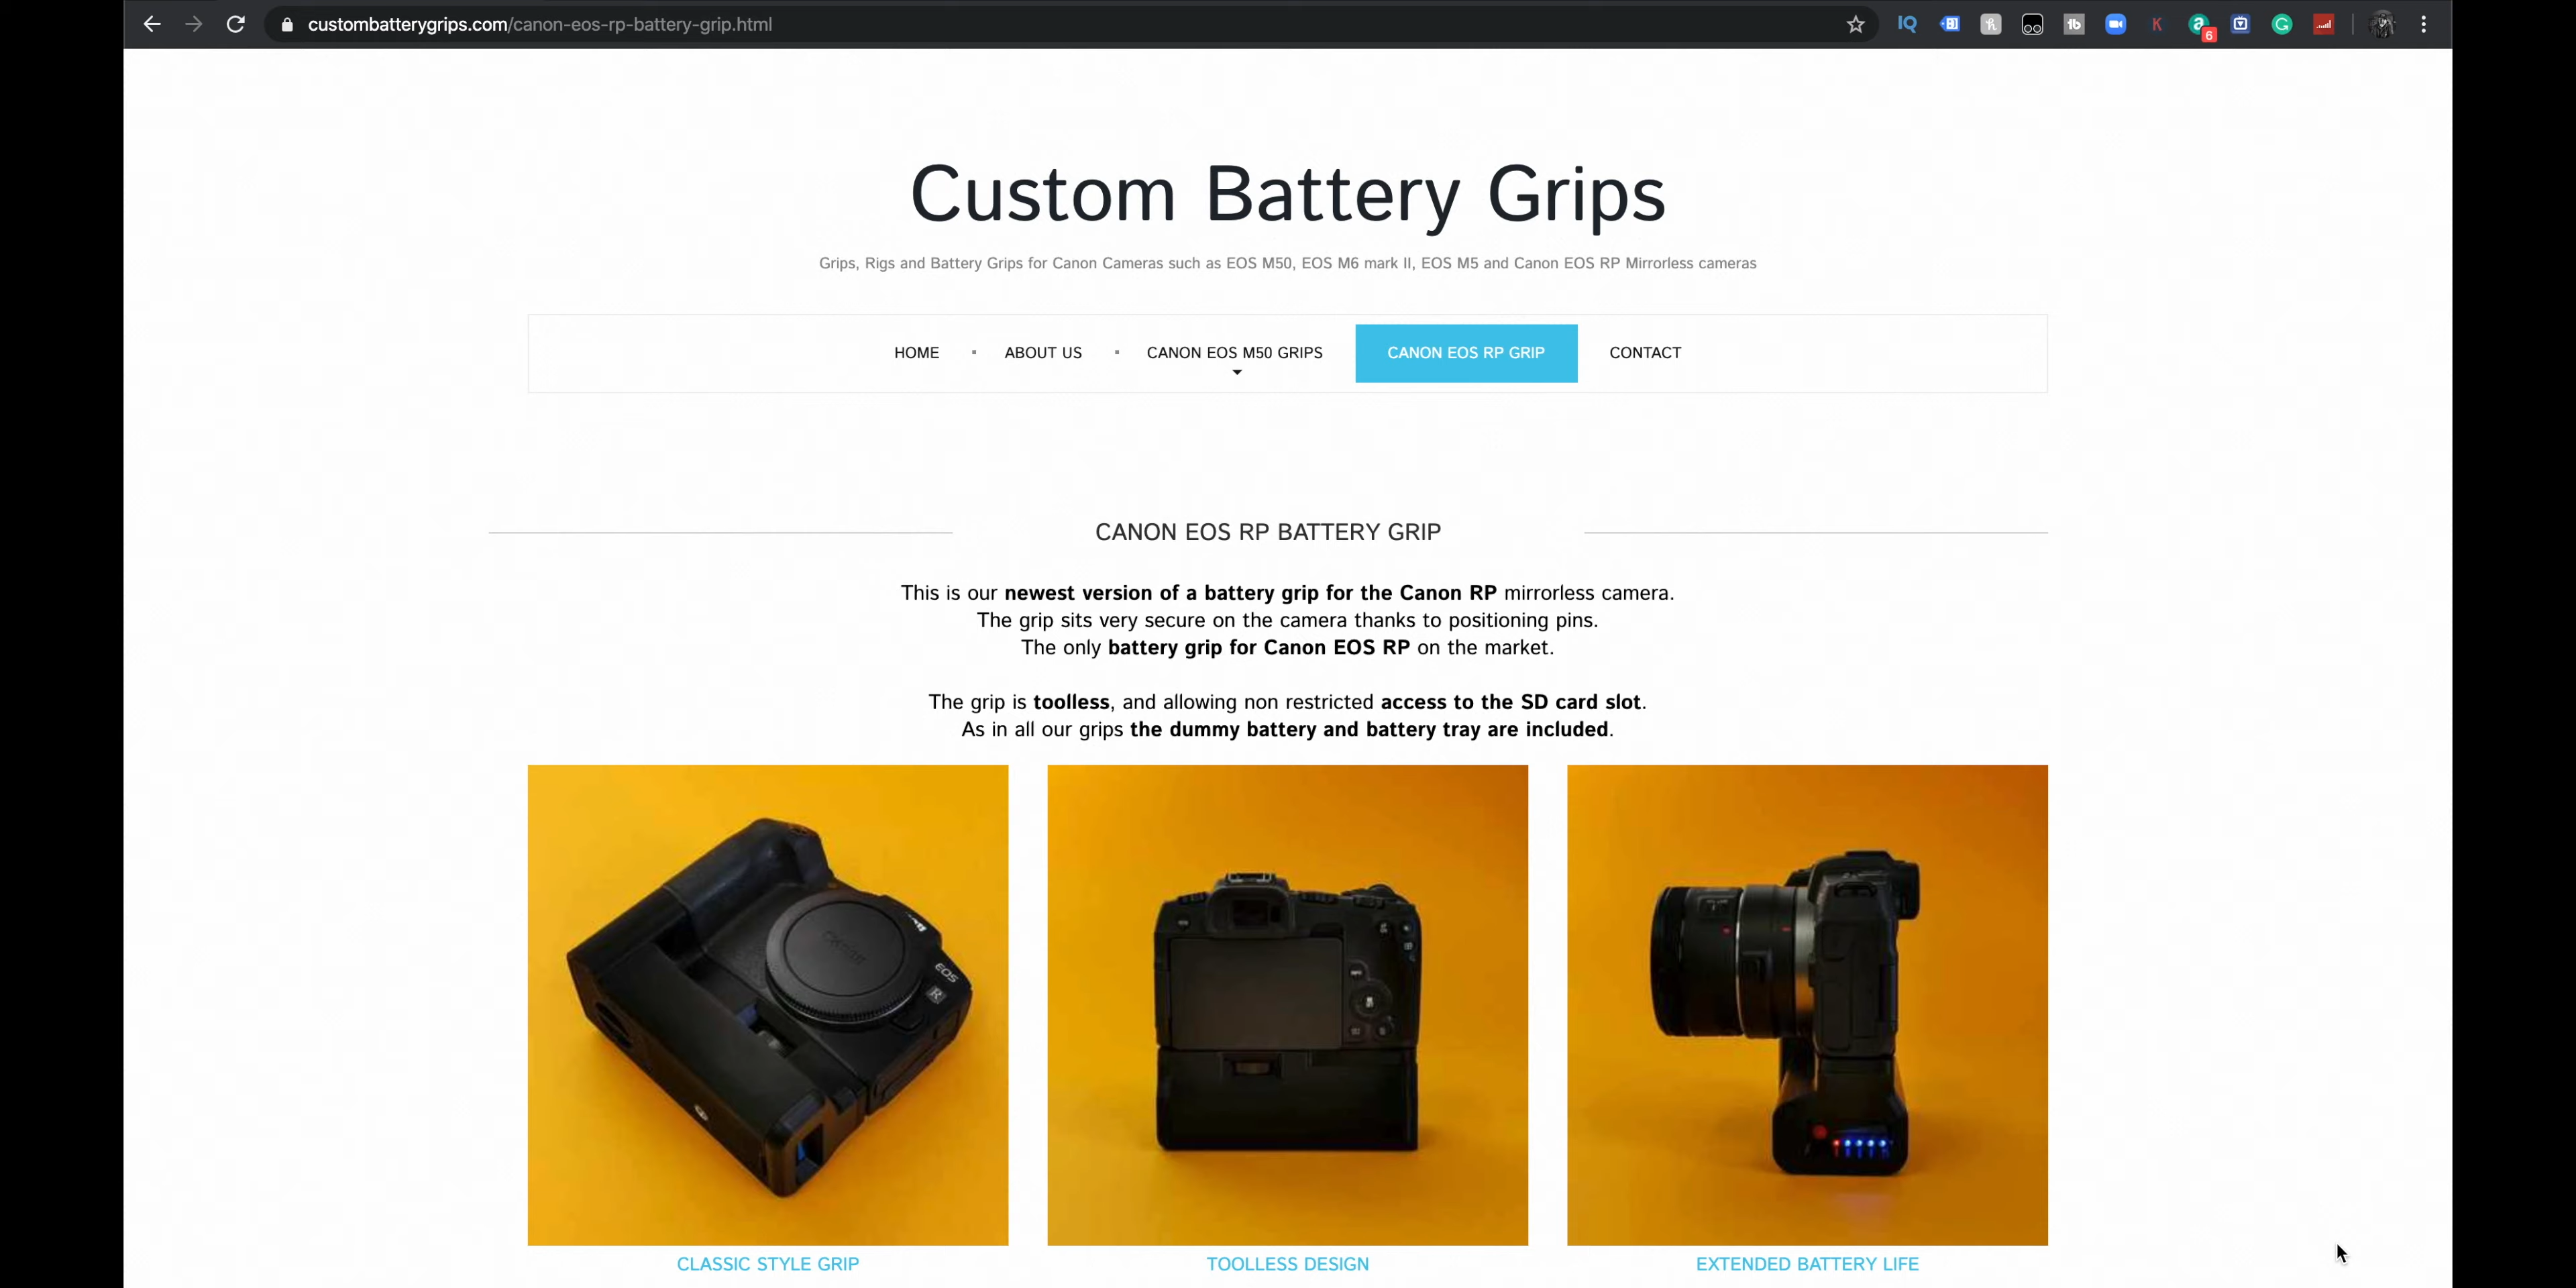 custombatterygrips.com/canon-eos-rp-battery-grip.html
6
Custom Battery Grips
Grips, Rigs and Battery Grips for Canon Cameras such as EOS M50, EOS M6 mark II, EOS M5 and Canon EOS RP Mirrorless cameras
HOME ABOUT US CANON EOS M50 GRIPS CANON EOS RP GRIP CONTACT
CANON EOS RP BATTERY GRIP
This is our newest version of a battery grip for the Canon RP mirrorless camera.
The grip sits very secure on the camera thanks to positioning pins.
The only battery grip for Canon EOS RP on the market.
The grip is toolless, and allowing non restricted access to the SD card slot.
As in all our grips the dummy battery and battery tray are included.
Canon
EOS
R
CLASSIC STYLE GRIP TOOLLESS DESIGN EXTENDED BATTERY LIFE